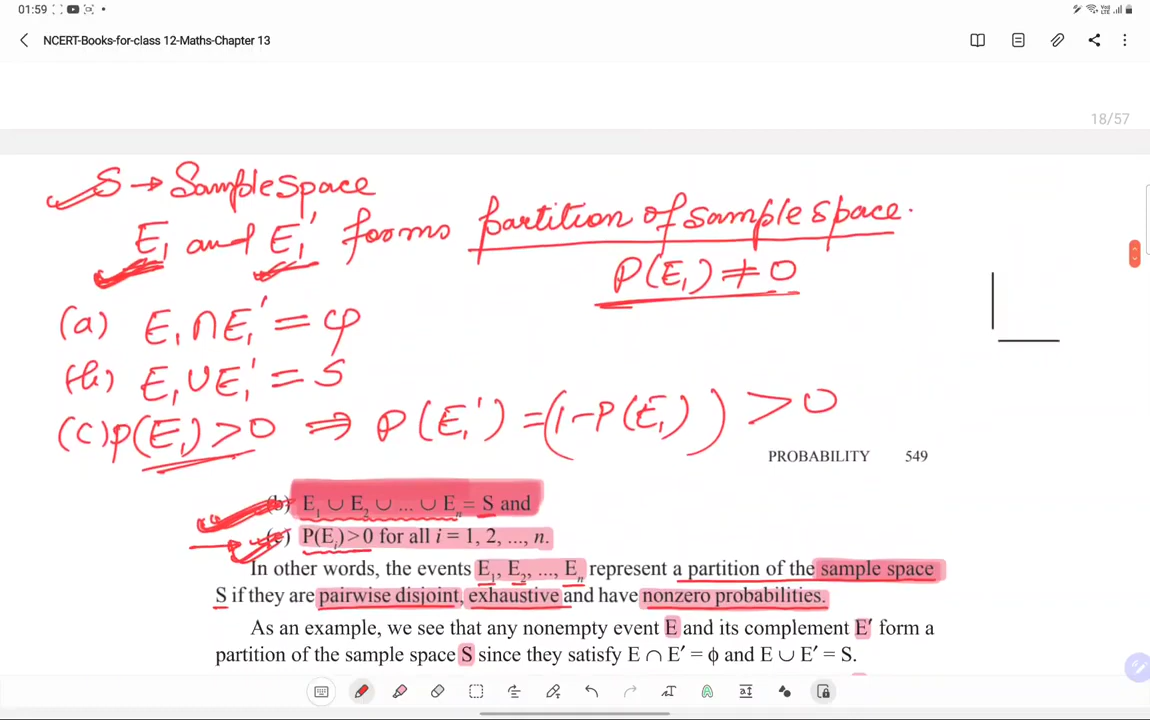 01:59
NCERT-Books-for-class 12-Maths-Chapter 13
18/57
S → Sample Space
E₁ and E₁' forms partition of sample space.
P(E₁) ≠ 0
(a) E₁ ∩ E₁' = φ
(b) E₁ ∪ E₁' = S
(c) P(E₁) > 0 ⇒ P(E₁') = (1 - P(E₁)) > 0
PROBABILITY 549
(b) E₁ ∪ E₂ ∪ ... ∪ Eₙ = S and
(c) P(Eᵢ) > 0 for all i = 1, 2, ..., n.
In other words, the events E₁, E₂, ..., Eₙ represent a partition of the sample space
S if they are pairwise disjoint, exhaustive and have nonzero probabilities.
As an example, we see that any nonempty event E and its complement E′ form a
partition of the sample space S since they satisfy E ∩ E′ = φ and E ∪ E′ = S.